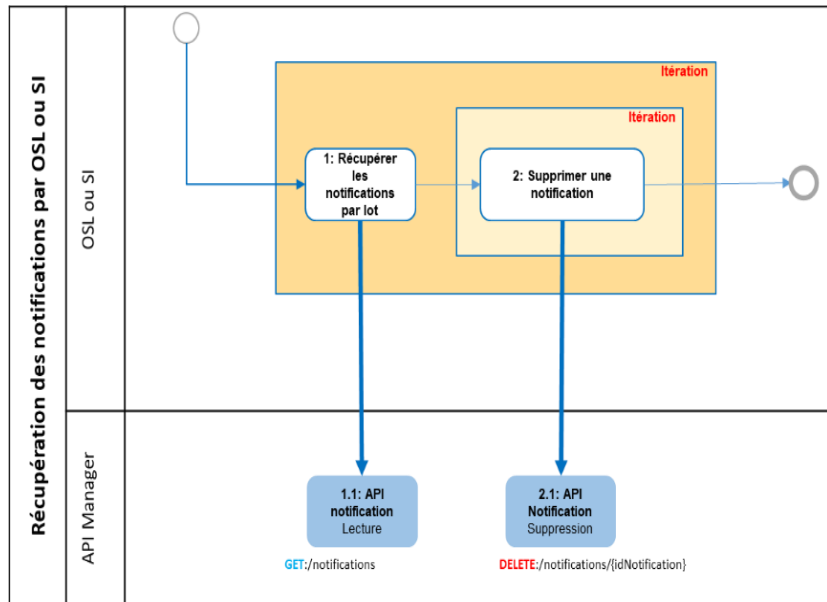 Récupération des notifications par OSL ou SI
OSL ou SI
Itération
Itération
1: Récupérer
les
notifications
par lot
2: Supprimer une
notification
API Manager
1.1: API
notification
Lecture
2.1: API
Notification
Suppression
GET:/notifications
DELETE:/notifications/{idNotification}